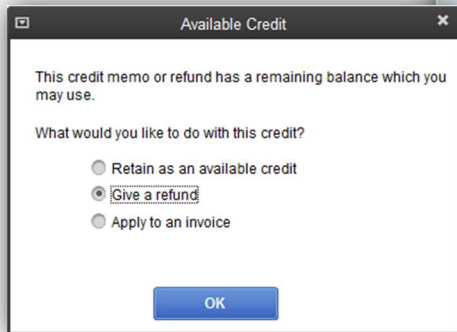 Available Credit
This credit memo or refund has a remaining balance which you
may use.
What would you like to do with this credit?
Retain as an available credit
Give a refund
Apply to an invoice
OK